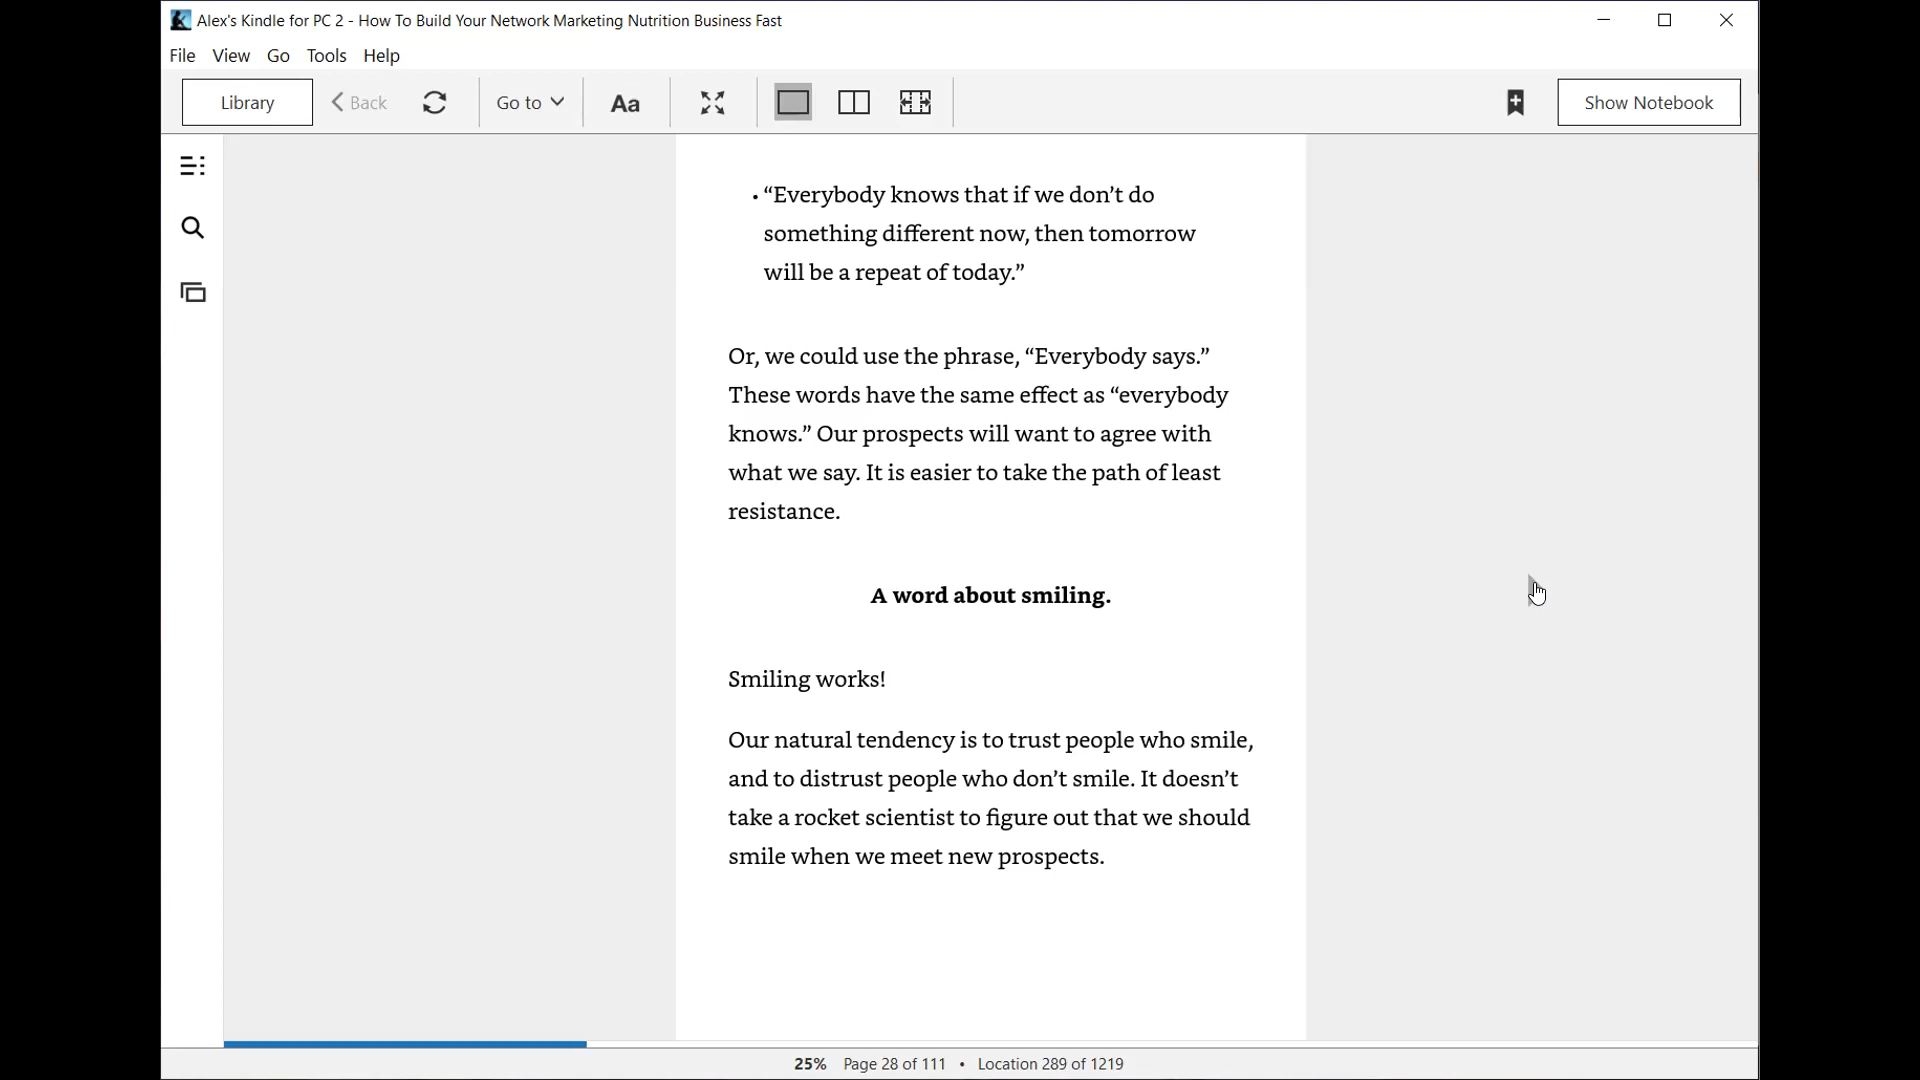 Alex's Kindle for PC 2 - How To Build Your Network Marketing Nutrition Business Fast
File View Go Tools Help
Library Back Go to Aa Show Notebook
• “Everybody knows that if we don’t do
something different now, then tomorrow
will be a repeat of today.”
Or, we could use the phrase, “Everybody says.”
These words have the same effect as “everybody
knows.” Our prospects will want to agree with
what we say. It is easier to take the path of least
resistance.
A word about smiling.
Smiling works!
Our natural tendency is to trust people who smile,
and to distrust people who don’t smile. It doesn’t
take a rocket scientist to figure out that we should
smile when we meet new prospects.
25% Page 28 of 111 • Location 289 of 1219